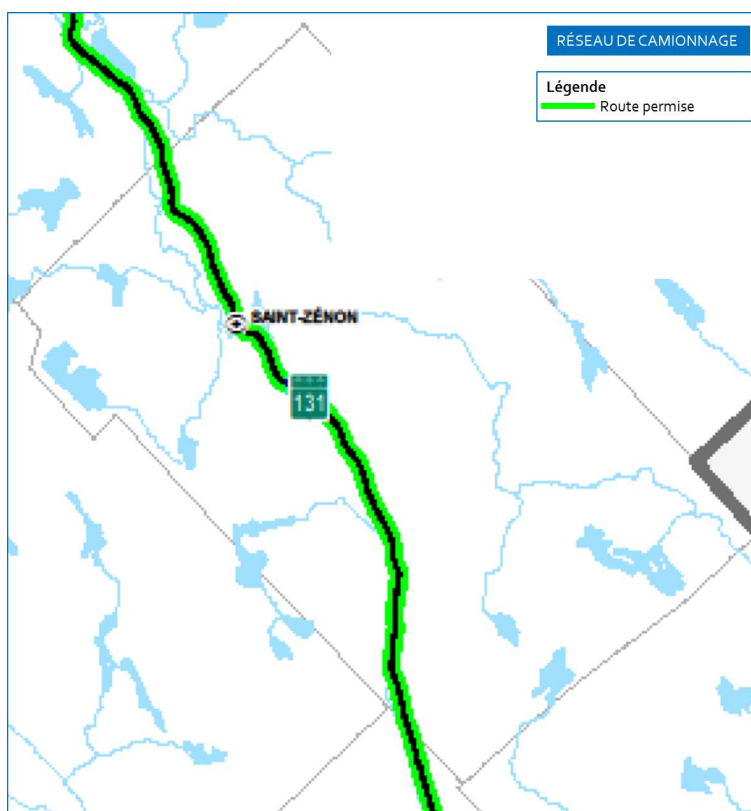 RÉSEAU DE CAMIONNAGE
Légende
Route permise
SAINT-ZÉNON
131